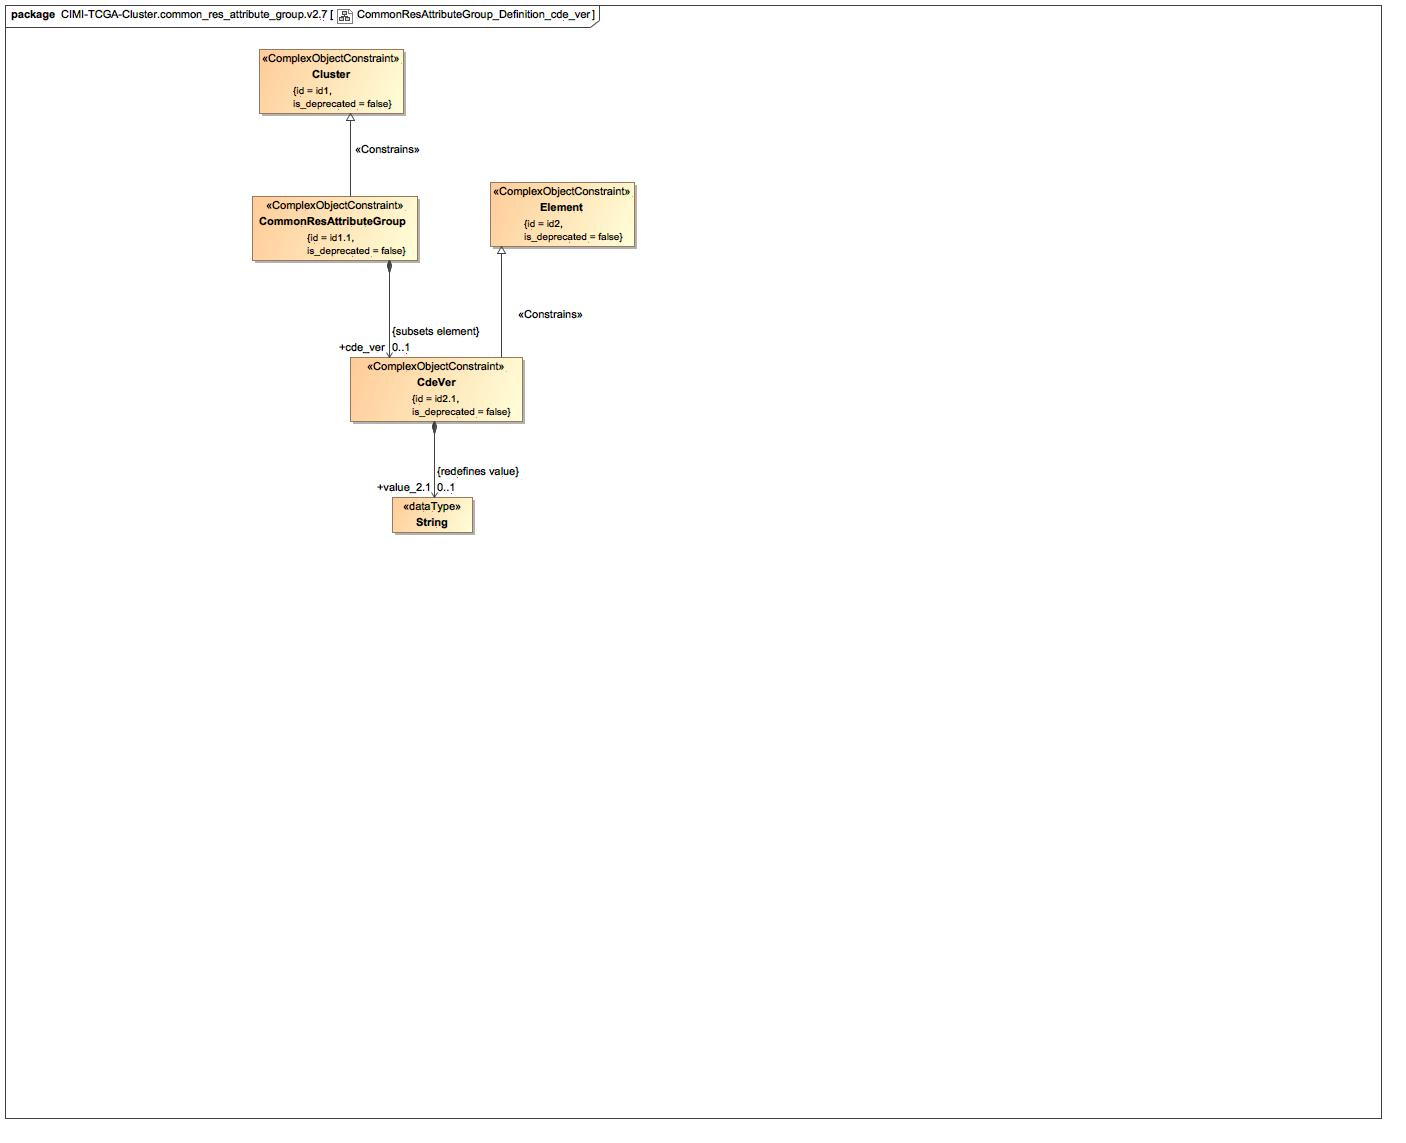 package CIMI-TCGA-Cluster.common_res_attribute_group.v2.7 [ CommonResAttributeGroup_Definition_cde_ver ]
«ComplexObjectConstraint»
Cluster
{id = id1,
is_deprecated = false}
«Constrains»
«ComplexObjectConstraint»
CommonResAttributeGroup
{id = id1.1,
is_deprecated = false}
«ComplexObjectConstraint»
Element
{id = id2,
is_deprecated = false}
«Constrains»
{subsets element}
+cde_ver 0..1
«ComplexObjectConstraint»
CdeVer
{id = id2.1,
is_deprecated = false}
{redefines value}
+value_2.1 0..1
«dataType»
String